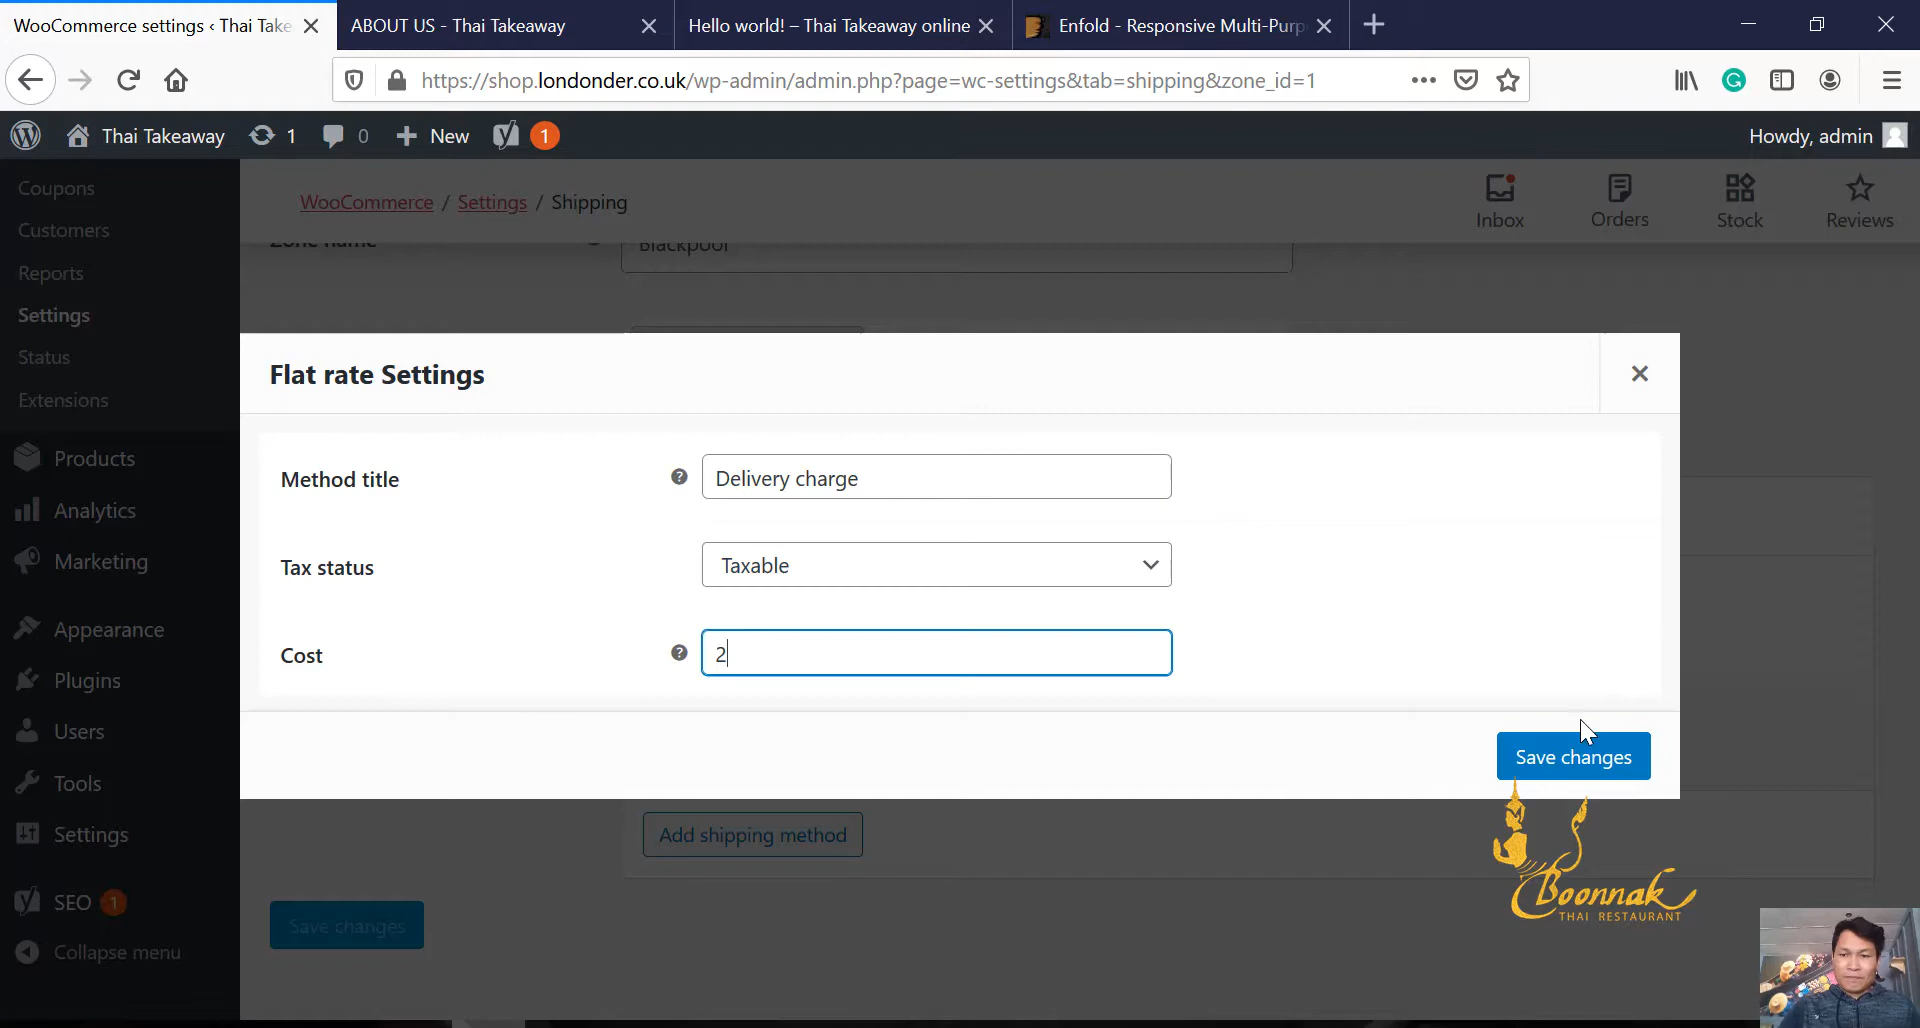 WooCommerce settings ‹ Thai Take
ABOUT US - Thai Takeaway
Hello world! – Thai Takeaway online
Enfold - Responsive Multi-Purp
https://shop.londonder.co.uk/wp-admin/admin.php?page=wc-settings&tab=shipping&zone_id=1
Thai Takeaway
1
0
New
1
Howdy, admin
Coupons
Customers
Reports
Settings
Status
Extensions
Products
Analytics
Marketing
Appearance
Plugins
Users
Tools
Settings
SEO 1
Collapse menu
WooCommerce / Settings / Shipping
Inbox
Orders
Stock
Reviews
Zone name
Blackpool
Flat rate Settings
Method title
Delivery charge
Tax status
Taxable
Cost
2
Save changes
Add shipping method
Save changes
Boonnak
THAI RESTAURANT